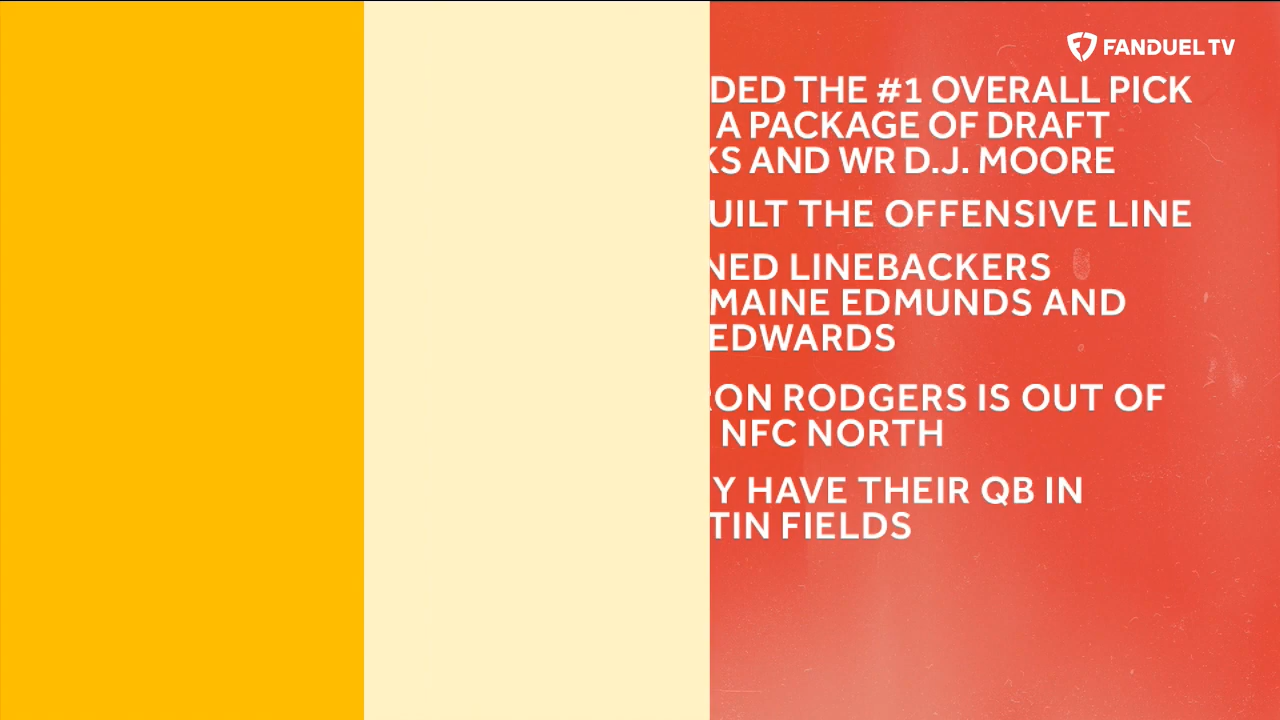 FANDUEL TV
DED THE #1 OVERALL PICK
A PACKAGE OF DRAFT
KS AND WR D.J. MOORE
UILT THE OFFENSIVE LINE
NED LINEBACKERS
MAINE EDMUNDS AND
EDWARDS
RON RODGERS IS OUT OF
NFC NORTH
Y HAVE THEIR QB IN
TIN FIELDS